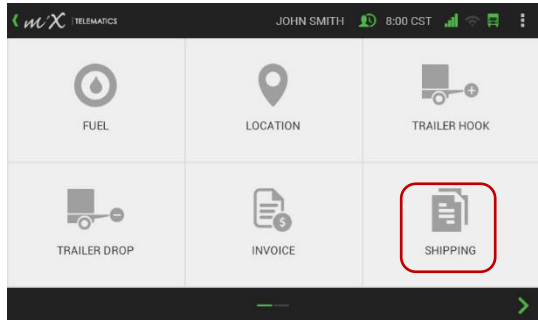 miX TELEMATICS JOHN SMITH 8:00 CST
FUEL LOCATION TRAILER HOOK
$
TRAILER DROP INVOICE SHIPPING